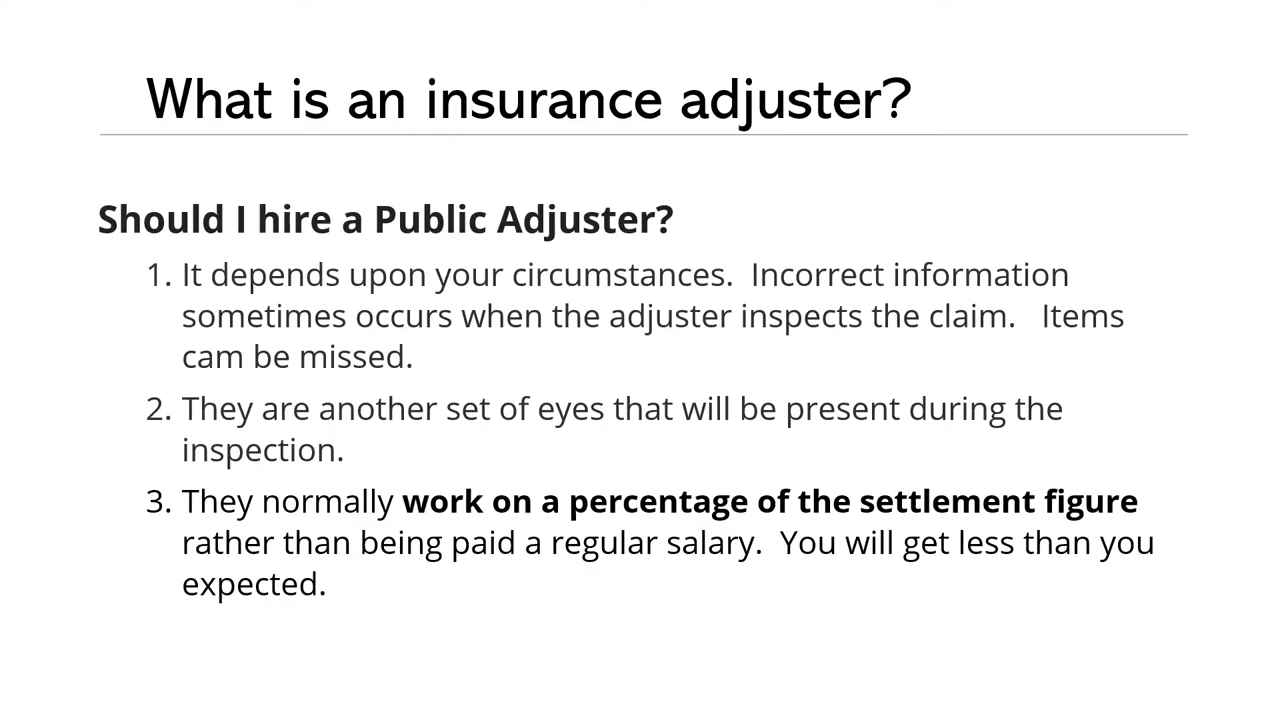 What is an insurance adjuster?
Should I hire a Public Adjuster?
1. It depends upon your circumstances.  Incorrect information
sometimes occurs when the adjuster inspects the claim.   Items
cam be missed.
2. They are another set of eyes that will be present during the
inspection.
3. They normally work on a percentage of the settlement figure
rather than being paid a regular salary.  You will get less than you
expected.